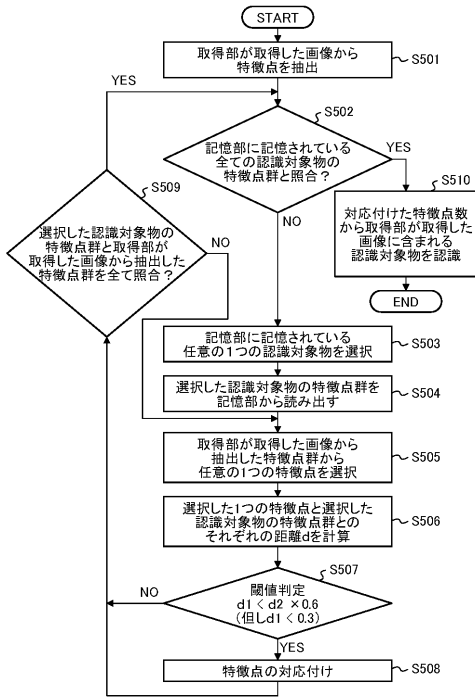 START
取得部が取得した画像から
特徴点を抽出
S501
YES
S502
記憶部に記憶されている
全ての認識対象物の
特徴点群と照合？
YES
NO
S509
選択した認識対象物の
特徴点群と取得部が
取得した画像から抽出した
特徴点群を全て照合？
NO
S510
対応付けた特徴点数
から取得部が取得した
画像に含まれる
認識対象物を認識
END
記憶部に記憶されている
任意の1つの認識対象物を選択
S503
選択した認識対象物の特徴点群を
記憶部から読み出す
S504
取得部が取得した画像から
抽出した特徴点群から
任意の1つの特徴点を選択
S505
選択した1つの特徴点と選択した
認識対象物の特徴点群との
それぞれの距離dを計算
S506
S507
閾値判定
d1＜d2 ×0.6
(但しd1＜0.3)
NO
YES
特徴点の対応付け
S508